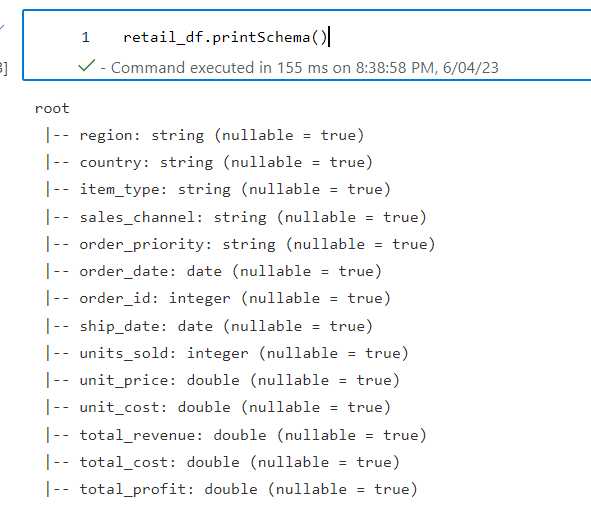 1 retail_df.printSchema()
3]
✓ - Command executed in 155 ms on 8:38:58 PM, 6/04/23
root
|-- region: string (nullable = true)
|-- country: string (nullable = true)
|-- item_type: string (nullable = true)
|-- sales_channel: string (nullable = true)
|-- order_priority: string (nullable = true)
|-- order_date: date (nullable = true)
|-- order_id: integer (nullable = true)
|-- ship_date: date (nullable = true)
|-- units_sold: integer (nullable = true)
|-- unit_price: double (nullable = true)
|-- unit_cost: double (nullable = true)
|-- total_revenue: double (nullable = true)
|-- total_cost: double (nullable = true)
|-- total_profit: double (nullable = true)